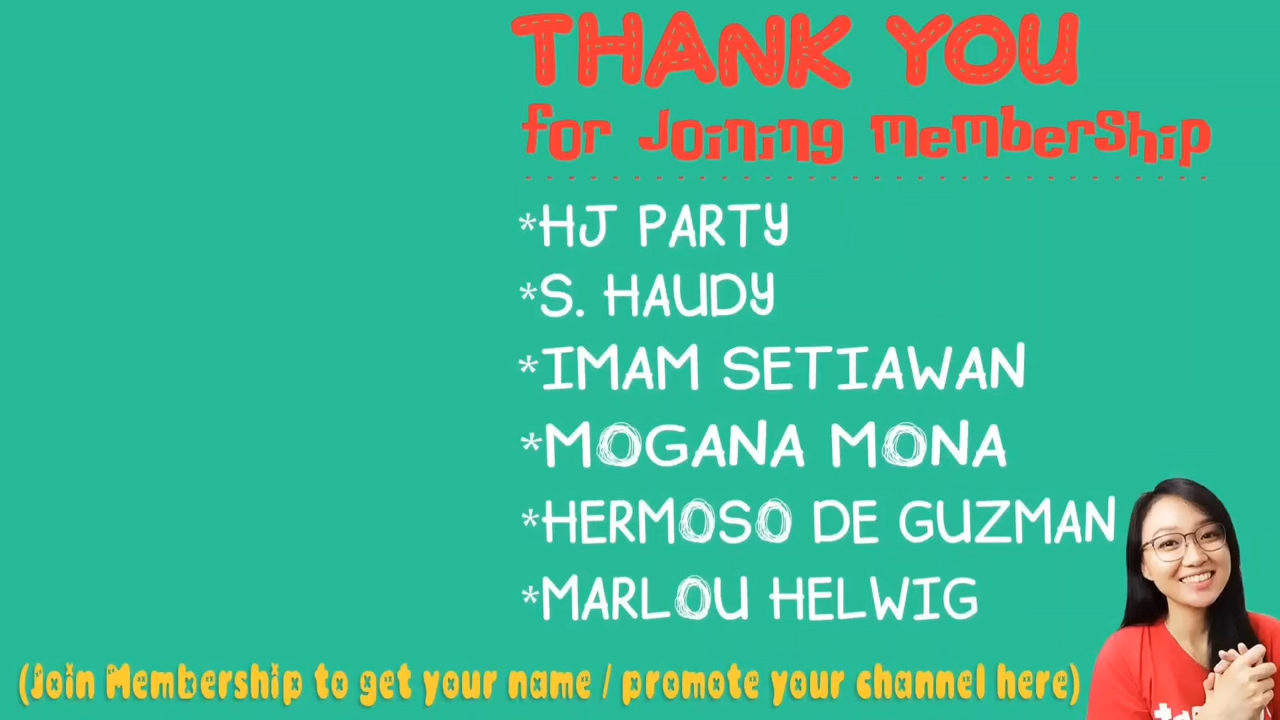 THANK YOU
for Joining membership
*HJ PARTY
*S. HAUDY
*IMAM SETIAWAN
*MOGANA MONA
*HERMOSO DE GUZMAN
*MARLOU HELWIG
(Join Membership to get your name / promote your channel here)